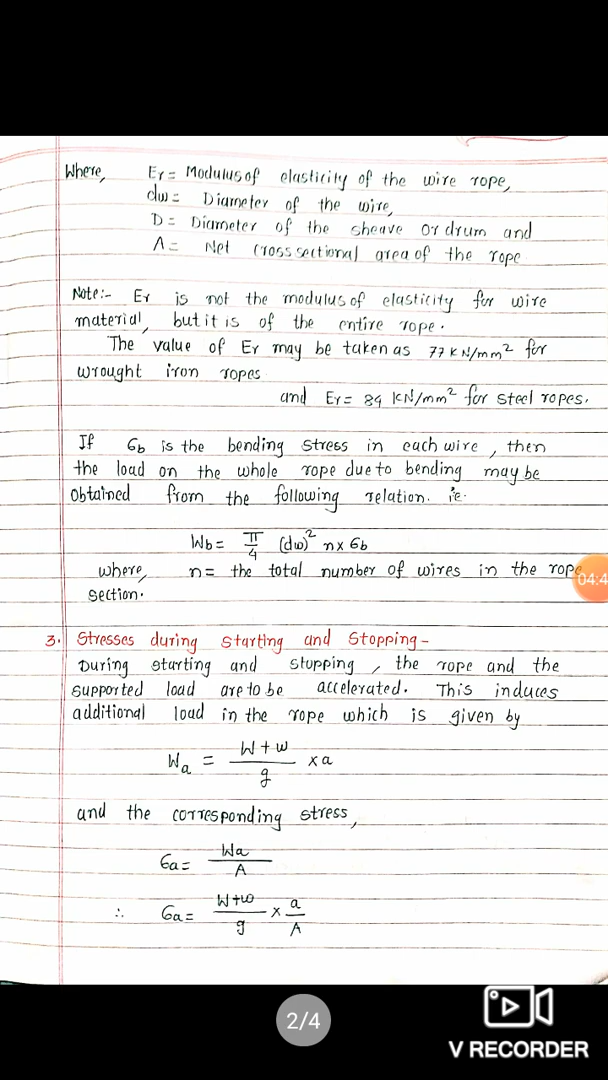 Where, Er = Modulus of elasticity of the wire rope,
dw = Diameter of the wire,
D = Diameter of the sheave or drum and
A = Net cross sectional area of the rope
Note:- Er is not the modulus of elasticity for wire
material, but it is of the entire rope.
The value of Er may be taken as 77 KN/mm² for
wrought iron ropes
and Er = 84 KN/mm² for steel ropes.
If σb is the bending stress in each wire, then
the load on the whole rope due to bending may be
obtained from the following relation. i.e.
Wb = π/4 (dw)² n x σb
where, n = the total number of wires in the rope
04:4
section.
3. Stresses during starting and stopping -
During starting and stopping, the rope and the
supported load are to be accelerated. This induces
additional load in the rope which is given by
Wa = W+w/g x a
and the corresponding stress,
σa = Wa/A
∴ σa = W+w/g x a/A
2/4
V RECORDER